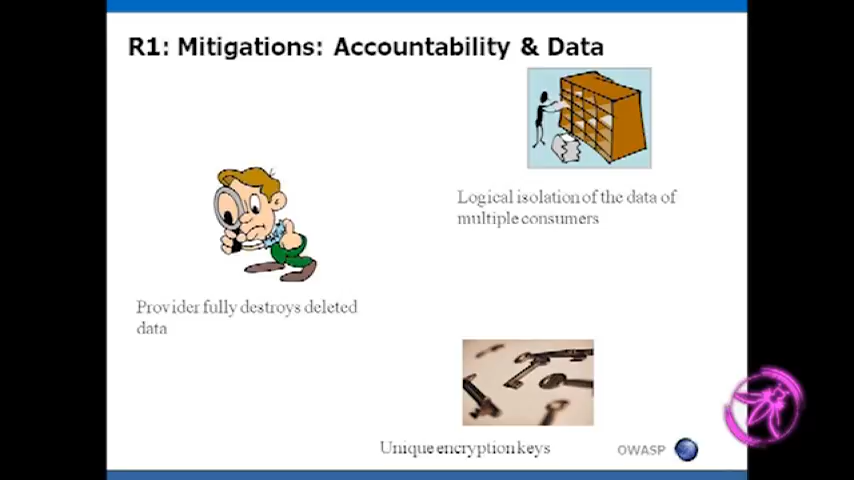 R1: Mitigations: Accountability & Data
Logical isolation of the data of
multiple consumers
Provider fully destroys deleted
data
Unique encryption keys
OWASP